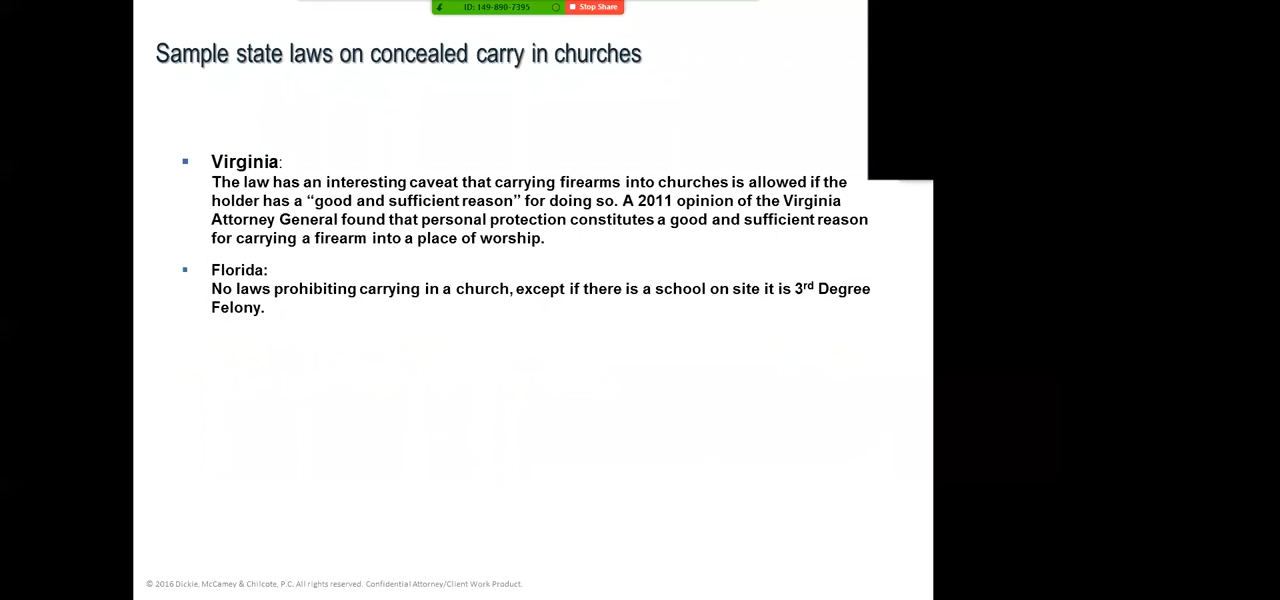 ID: 149-890-7395 Stop Share
Sample state laws on concealed carry in churches
Virginia:
The law has an interesting caveat that carrying firearms into churches is allowed if the
holder has a “good and sufficient reason” for doing so. A 2011 opinion of the Virginia
Attorney General found that personal protection constitutes a good and sufficient reason
for carrying a firearm into a place of worship.
Florida:
No laws prohibiting carrying in a church, except if there is a school on site it is 3rd Degree
Felony.
© 2016 Dickie, McCamey & Chilcote, P.C. All rights reserved. Confidential Attorney/Client Work Product.